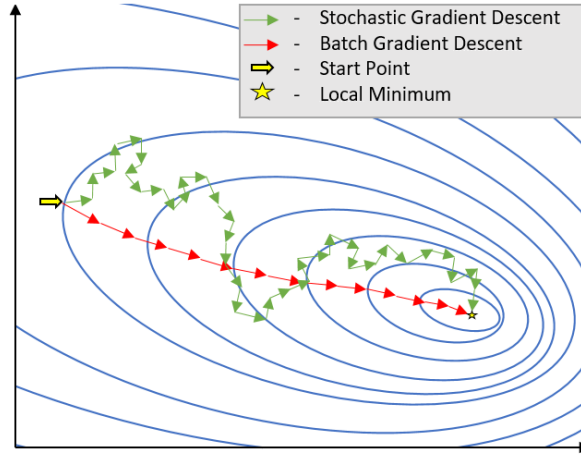 - Stochastic Gradient Descent
- Batch Gradient Descent
- Start Point
- Local Minimum